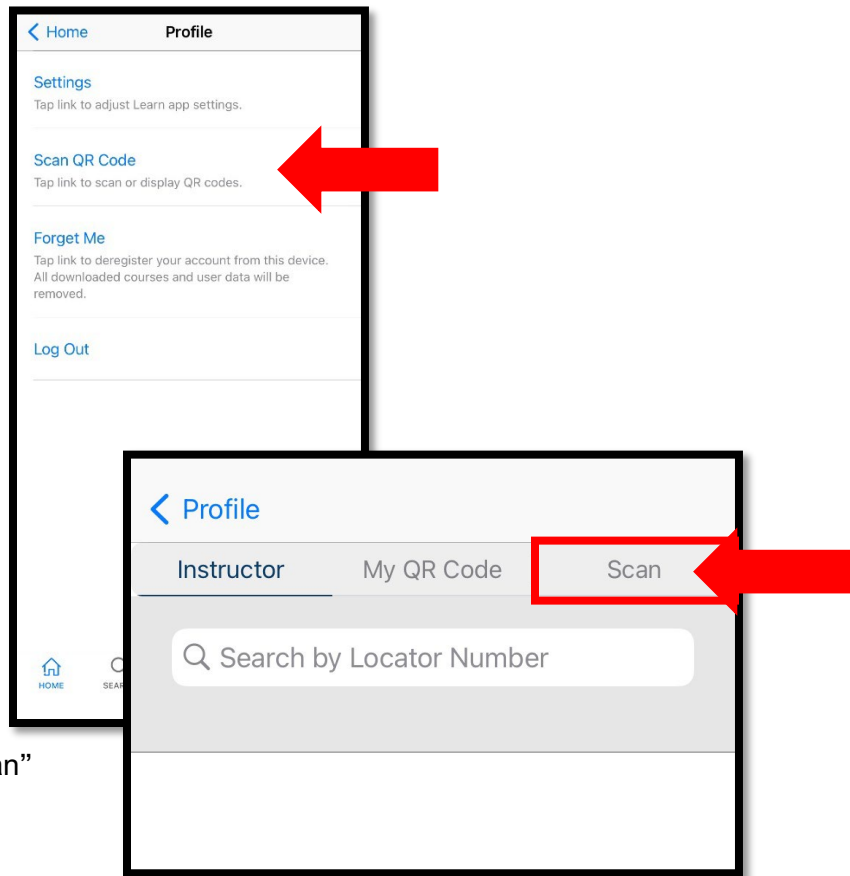 Home Profile
Settings
Tap link to adjust Learn app settings.
Scan QR Code
Tap link to scan or display QR codes.
Forget Me
Tap link to deregister your account from this device.
All downloaded courses and user data will be
removed.
Log Out
HOME
Profile
Instructor My QR Code Scan
Search by Locator Number